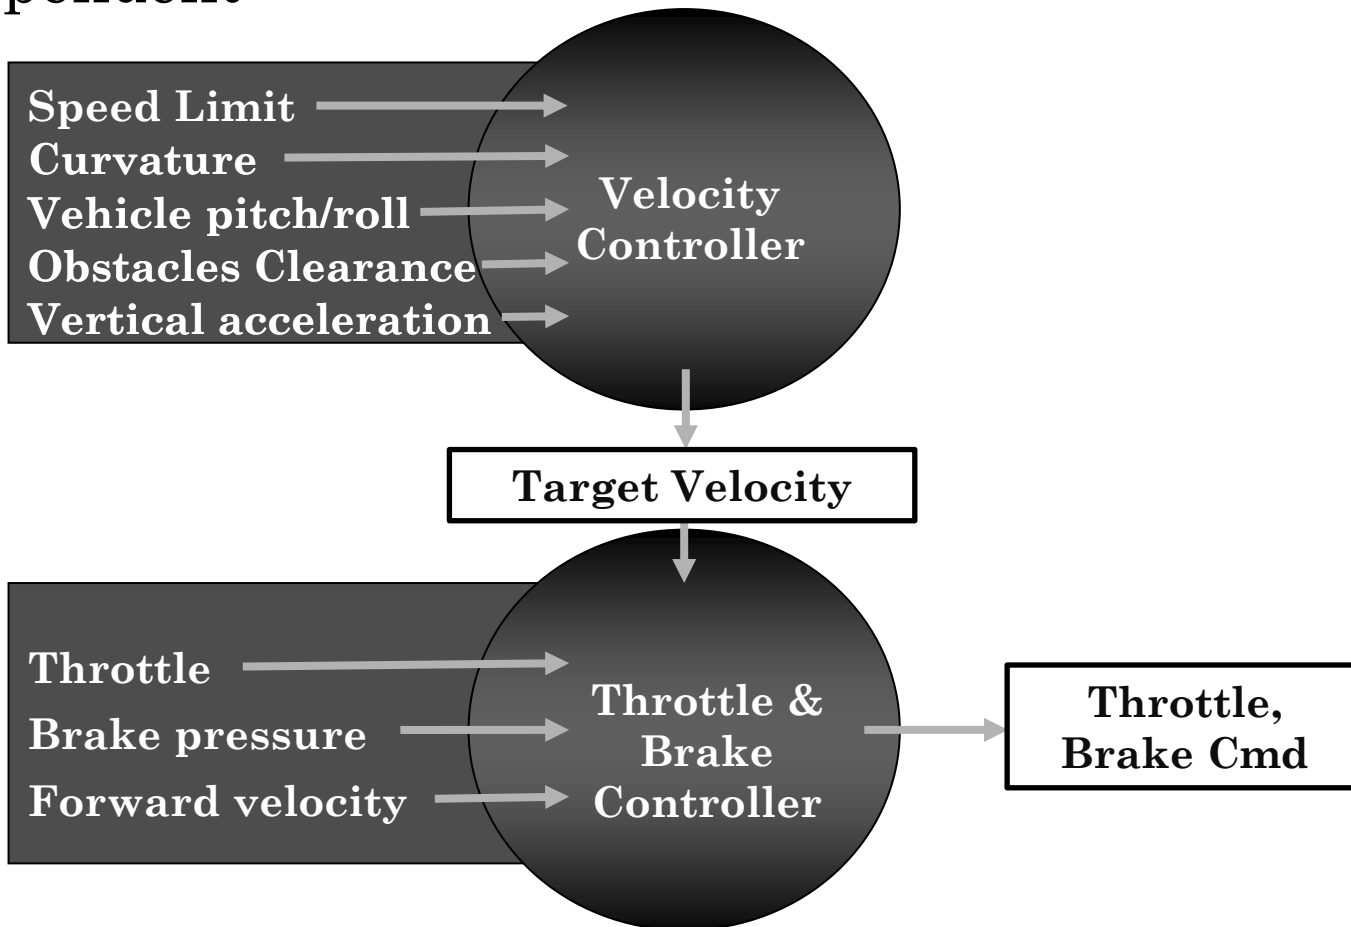 Speed Limit
Curvature
Vehicle pitch/roll
Obstacles Clearance
Vertical acceleration
Velocity
Controller
Target Velocity
Throttle
Brake pressure
Forward velocity
Throttle &
Brake
Controller
Throttle,
Brake Cmd